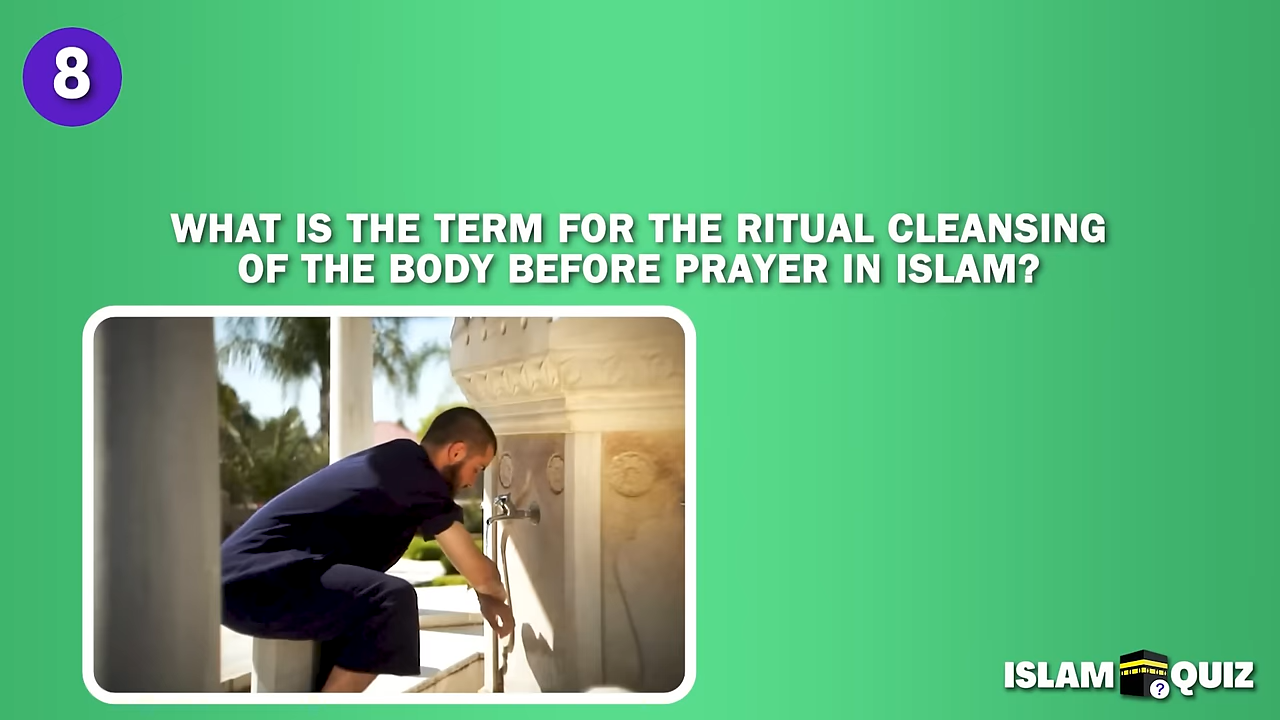 8
WHAT IS THE TERM FOR THE RITUAL CLEANSING
OF THE BODY BEFORE PRAYER IN ISLAM?
ISLAM ? QUIZ